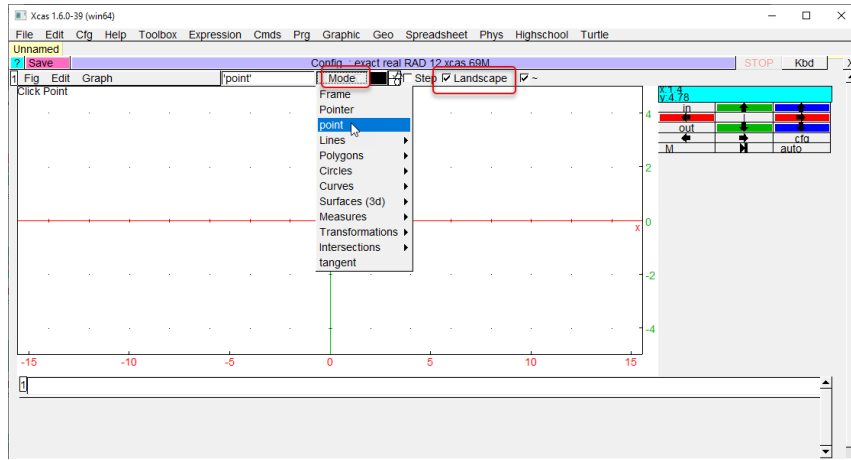 Xcas 1.6.0-39 (win64)
File Edit Cfg Help Toolbox Expression Cmds Prg Graphic Geo Spreadsheet Phys Highschool Turtle
Unnamed
? Save Config : exact real RAD 12 xcas 69M STOP Kbd X
1 Fig Edit Graph 'point' Mode Step Landscape ~
Click Point
x:1.4
y:4.78
in
out
cfg
M auto
Frame
Pointer
point
Lines
Polygons
Circles
Curves
Surfaces (3d)
Measures
Transformations
Intersections
tangent
4
2
0
x
-2
-4
-15 -10 -5 0 5 10 15
1